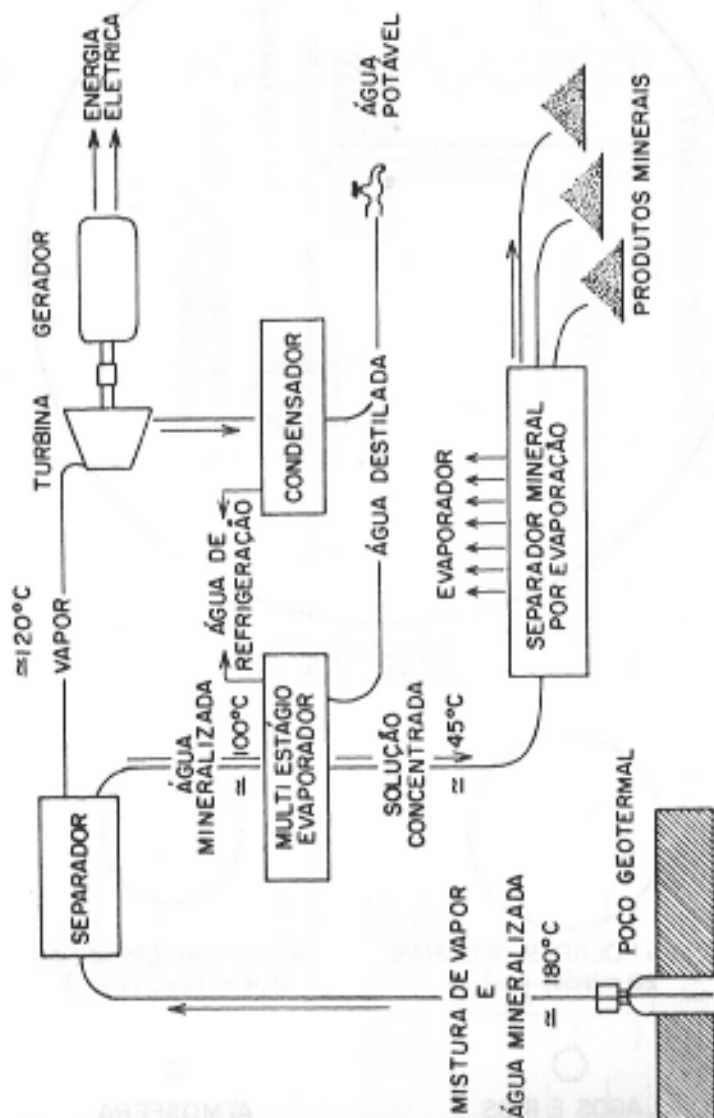 ≃120°C
VAPOR
TURBINA
GERADOR
ENERGIA
ELETRICA
SEPARADOR
ÁGUA
MINERALIZADA
≃ 100°C
ÁGUA DE
REFRIGERAÇÃO
CONDENSADOR
ÁGUA
POTÁVEL
MULTI ESTÁGIO
EVAPORADOR
ÁGUA DESTILADA
SOLUÇÃO
CONCENTRADA
≃ 45°C
EVAPORADOR
SEPARADOR MINERAL
POR EVAPORAÇÃO
PRODUTOS MINERAIS
MISTURA DE VAPOR
E
ÁGUA MINERALIZADA
≃ 180°C
POÇO GEOTERMAL